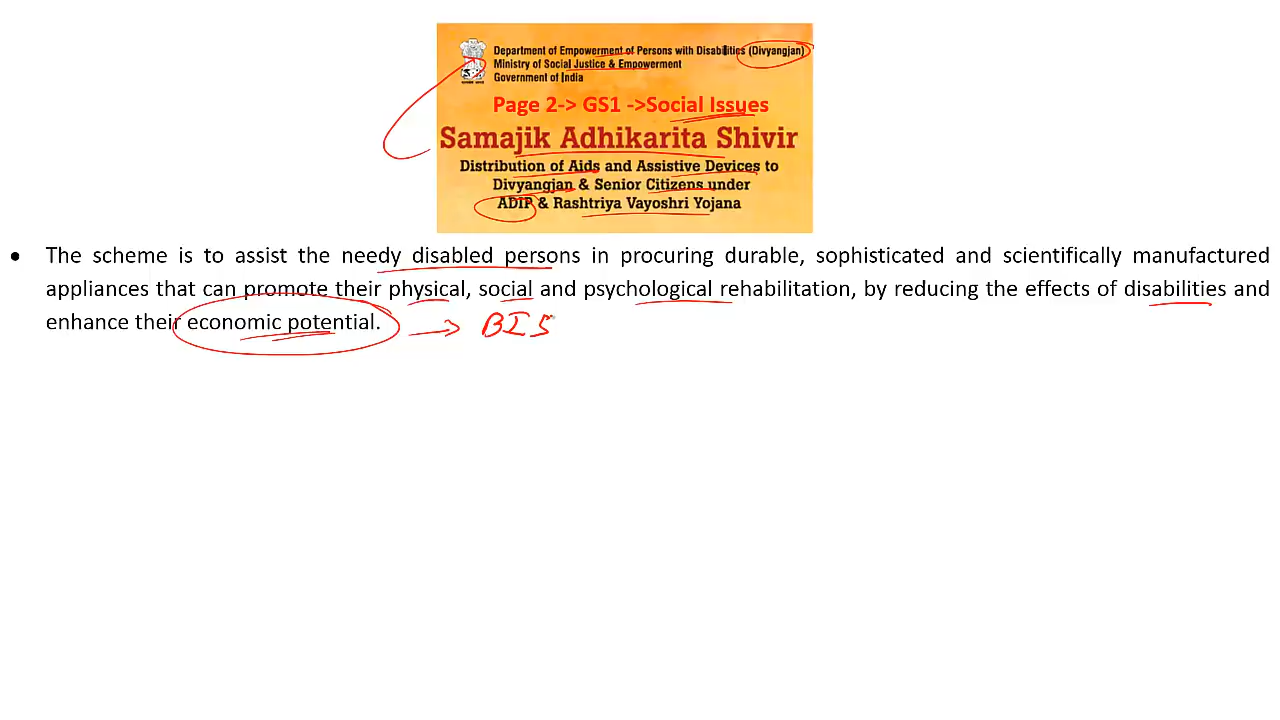 Department of Empowerment of Persons with Disabilities (Divyangjan)
Ministry of Social Justice & Empowerment
Government of India
Page 2-> GS1 ->Social Issues
Samajik Adhikarita Shivir
Distribution of Aids and Assistive Devices to
Divyangjan & Senior Citizens under
ADIP & Rashtriya Vayoshri Yojana
• The scheme is to assist the needy disabled persons in procuring durable, sophisticated and scientifically manufactured
appliances that can promote their physical, social and psychological rehabilitation, by reducing the effects of disabilities and
enhance their economic potential. → BIS